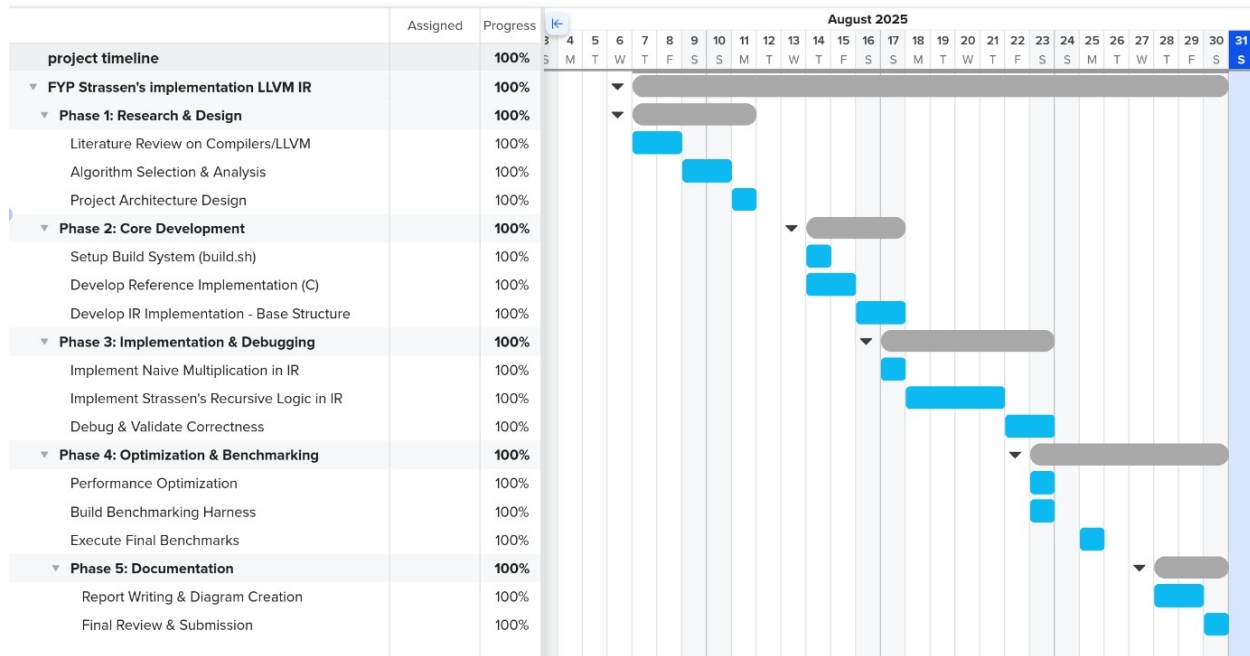 August 2025
Assigned Progress
3 4 5 6 7 8 9 10 11 12 13 14 15 16 17 18 19 20 21 22 23 24 25 26 27 28 29 30 31
S M T W T F S S M T W T F S S M T W T F S S M T W T F S S
project timeline 100%
FYP Strassen's implementation LLVM IR 100%
Phase 1: Research & Design 100%
Literature Review on Compilers/LLVM 100%
Algorithm Selection & Analysis 100%
Project Architecture Design 100%
Phase 2: Core Development 100%
Setup Build System (build.sh) 100%
Develop Reference Implementation (C) 100%
Develop IR Implementation - Base Structure 100%
Phase 3: Implementation & Debugging 100%
Implement Naive Multiplication in IR 100%
Implement Strassen's Recursive Logic in IR 100%
Debug & Validate Correctness 100%
Phase 4: Optimization & Benchmarking 100%
Performance Optimization 100%
Build Benchmarking Harness 100%
Execute Final Benchmarks 100%
Phase 5: Documentation 100%
Report Writing & Diagram Creation 100%
Final Review & Submission 100%